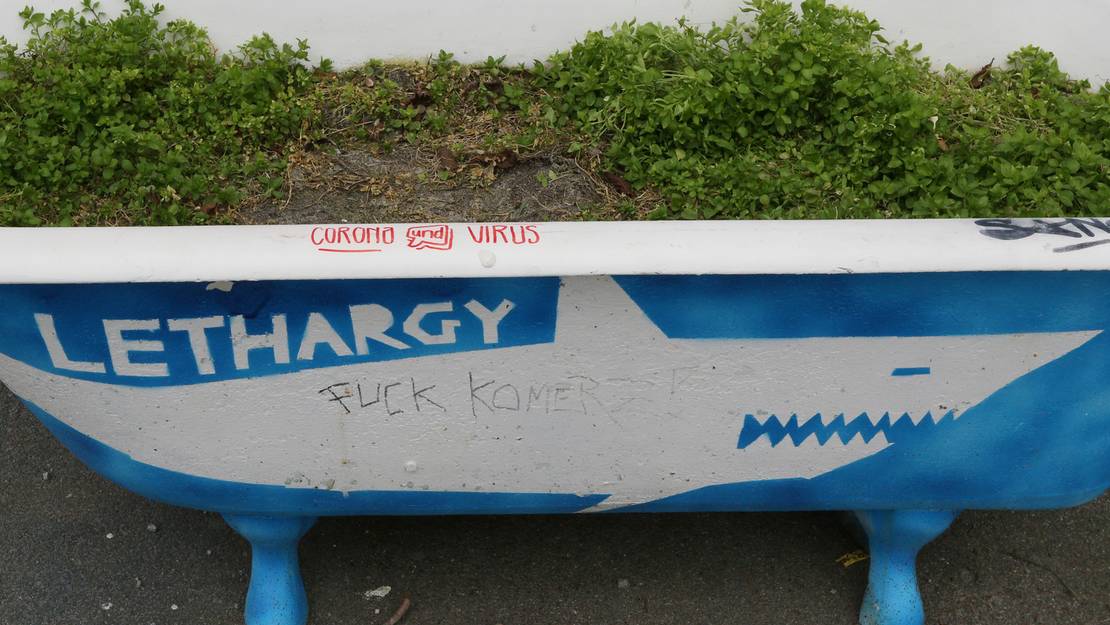 CORONA und VIRUS
LETHARGY
FUCK KOMERZ